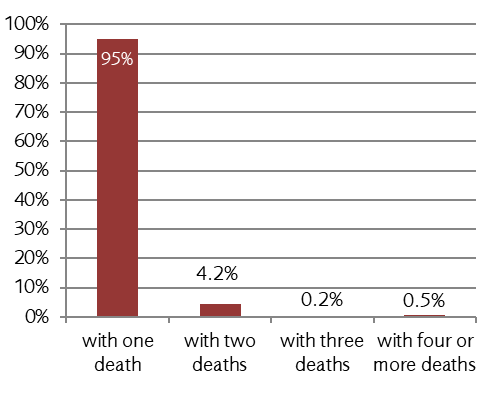 100%
90%
80%
70%
60%
50%
40%
30%
20%
10%
0%
95%
4.2%
0.2%
0.5%
with one
death
with two
deaths
with three
deaths
with four or
more deaths